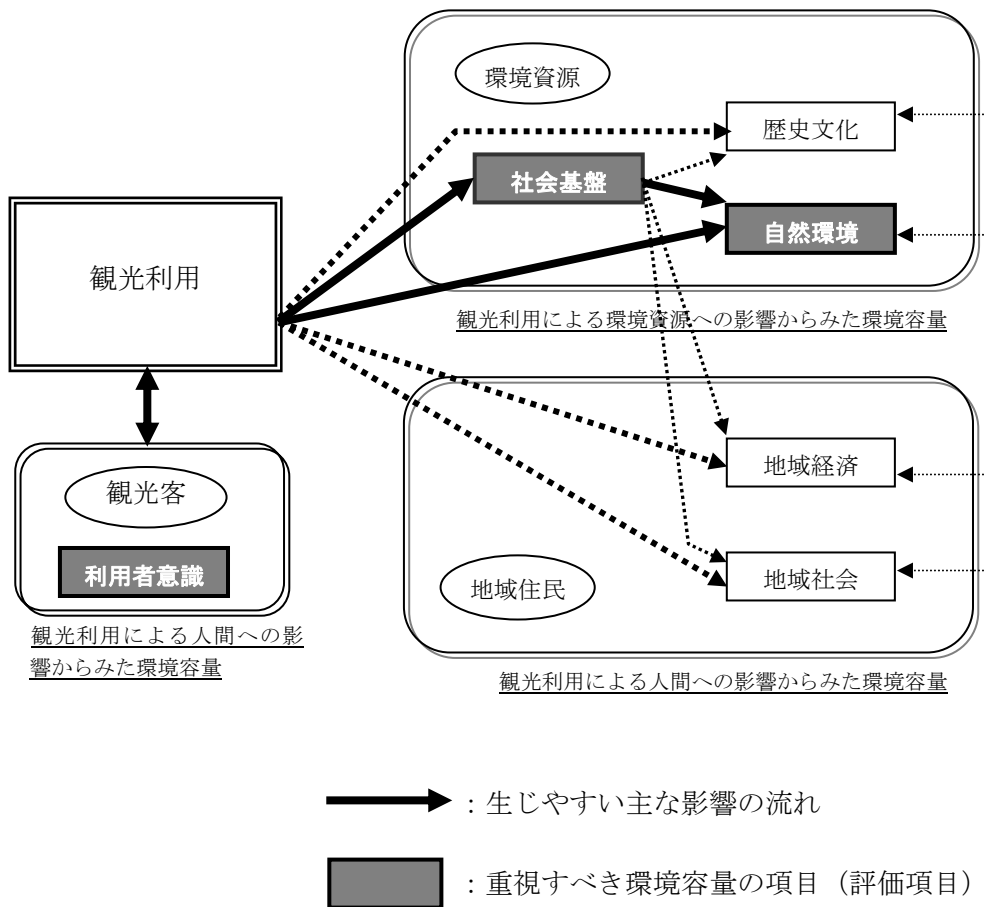 環境資源
歴史文化
社会基盤
自然環境
観光利用
観光利用による環境資源への影響からみた環境容量
観光客
利用者意識
観光利用による人間への影
響からみた環境容量
地域経済
地域社会
地域住民
観光利用による人間への影響からみた環境容量
：生じやすい主な影響の流れ
：重視すべき環境容量の項目（評価項目）